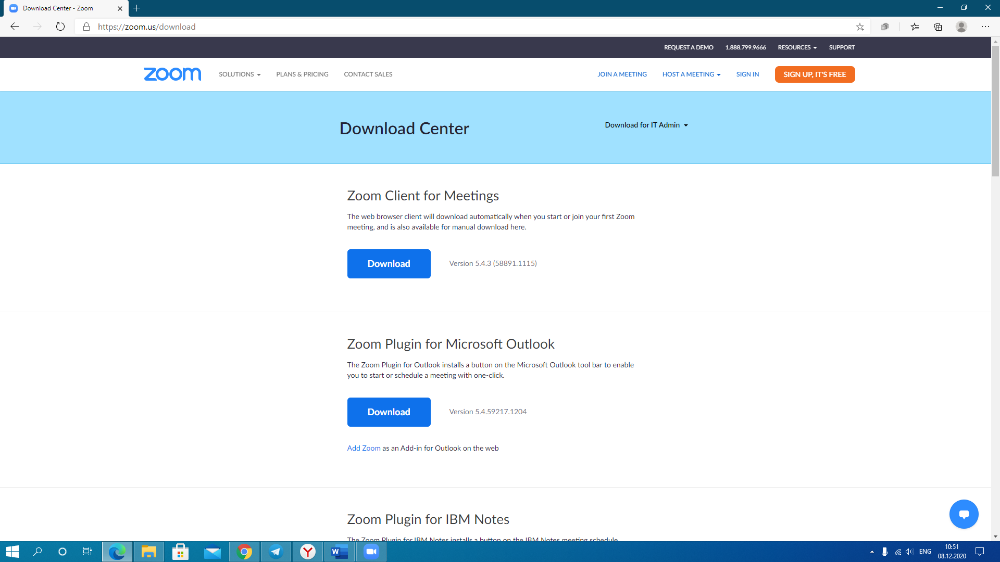 Download Center - Zoom
https://zoom.us/download
REQUEST A DEMO 1.888.799.9666 RESOURCES SUPPORT
zoom SOLUTIONS PLANS & PRICING CONTACT SALES JOIN A MEETING HOST A MEETING SIGN IN SIGN UP, IT'S FREE
Download Center
Download for IT Admin
Zoom Client for Meetings
The web browser client will download automatically when you start or join your first Zoom
meeting, and is also available for manual download here.
Download Version 5.4.3 (58891.1115)
Zoom Plugin for Microsoft Outlook
The Zoom Plugin for Outlook installs a button on the Microsoft Outlook tool bar to enable
you to start or schedule a meeting with one-click.
Download Version 5.4.59217.1204
Add Zoom as an Add-in for Outlook on the web
Zoom Plugin for IBM Notes
The Zoom Plugin for IBM Notes installs a button on the IBM Notes meeting schedule
ENG
10:51
08.12.2020